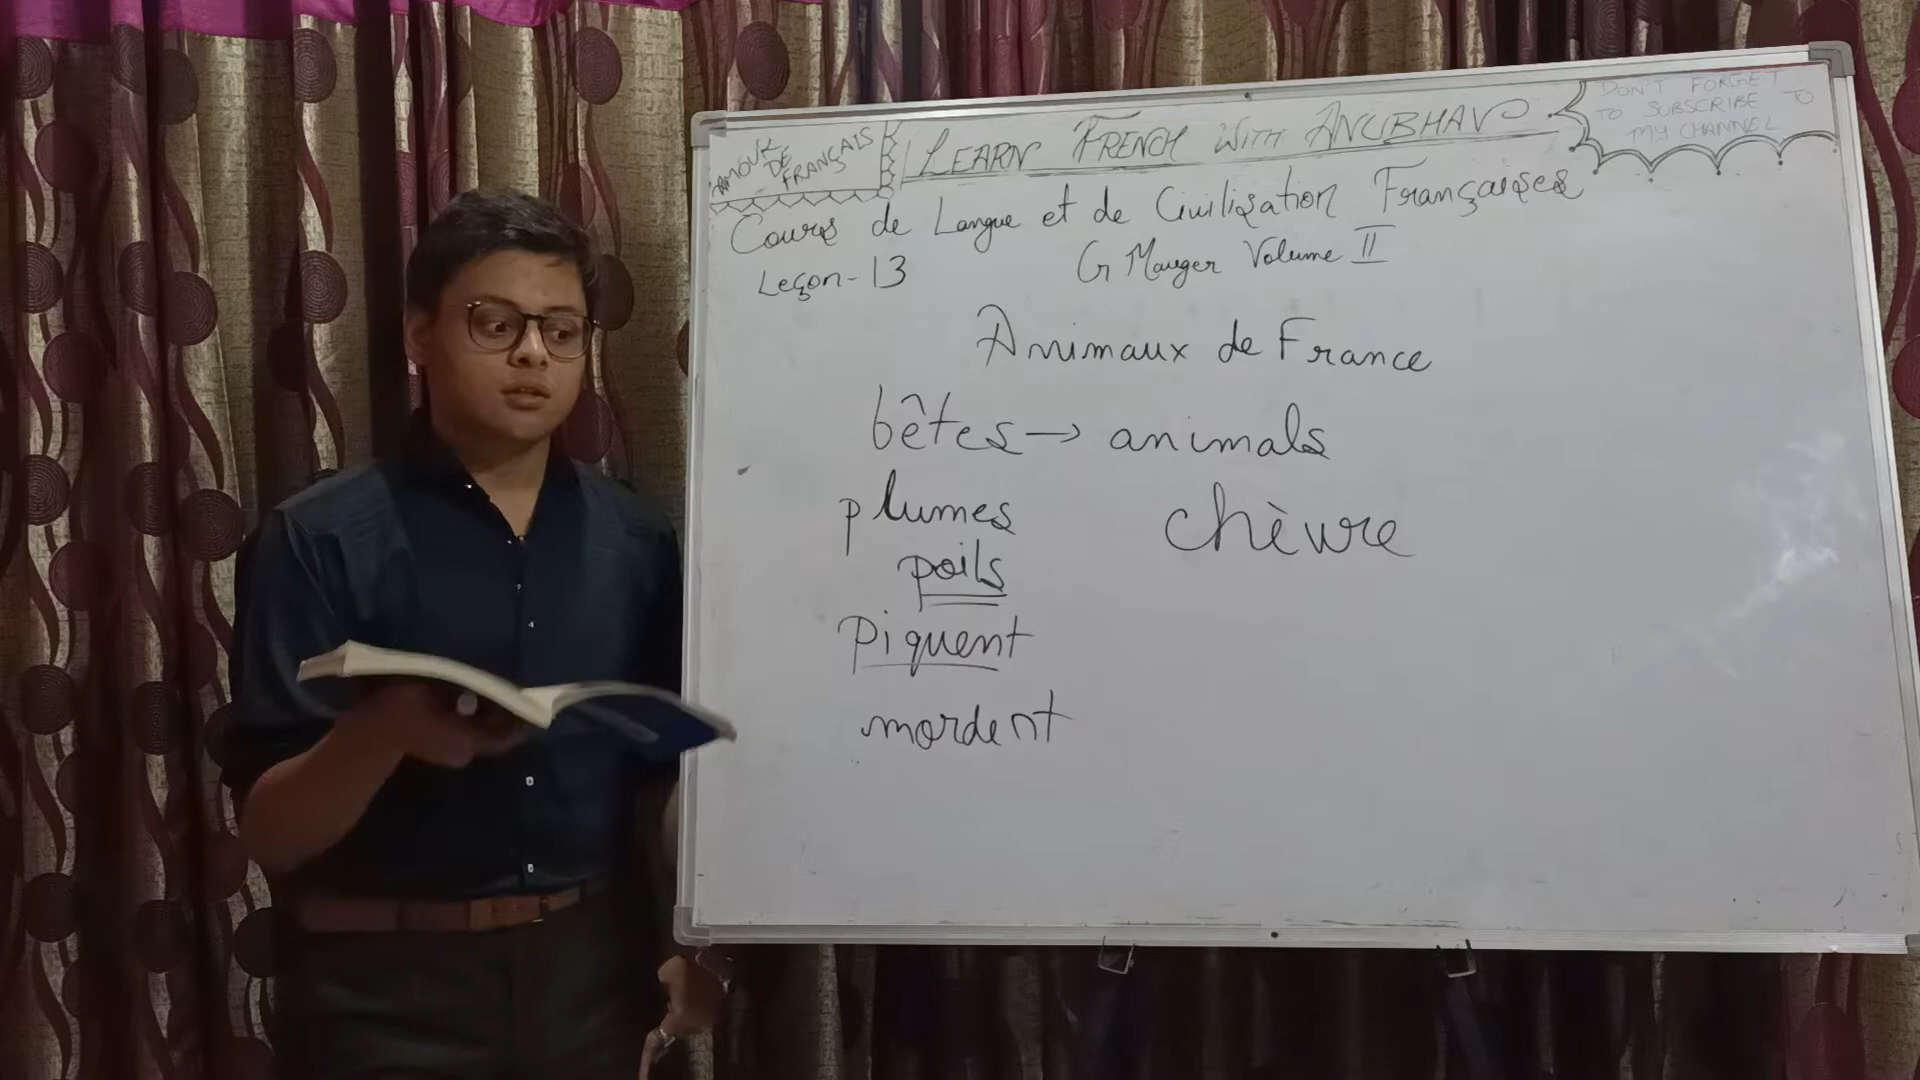 AMOUR
DE
FRANÇAIS
LEARN FRENCH WITH ANUBHAV
DON'T FORGET
TO SUBSCRIBE TO
MY CHANNEL
Cours de Langue et de Civilisation Françaises
Leçon-13
G Mauger Volume II
Animaux de France
bêtes → animals
plumes
chèvre
poils
Piquent
mordent